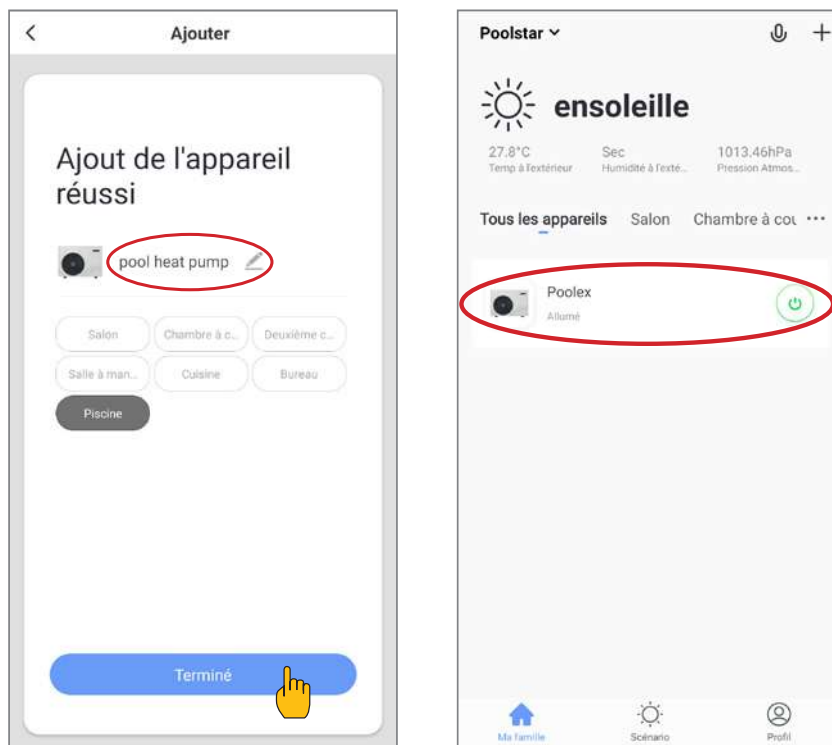 Ajouter
Ajout de l'appareil
réussi
pool heat pump
Salon
Chambre à c...
Deuxième c...
Salle à man...
Cuisine
Bureau
Piscine
Terminé
Poolstar
ensoleille
27.8°C
Sec
1013.46hPa
Temp à l'extérieur
Humidité à l'exté...
Pression Atmos...
Tous les appareils
Salon
Chambre à cou
Poolex
Allumé
Ma famille
Scénario
Profil